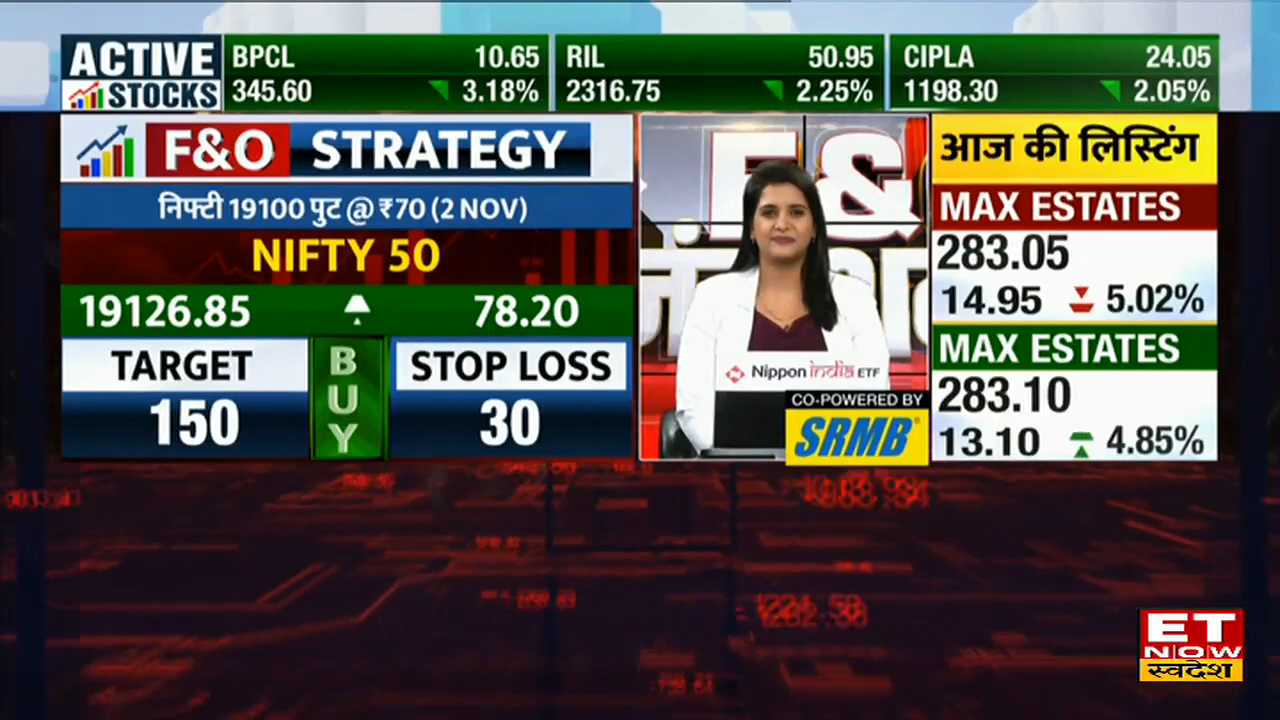 ACTIVE
STOCKS
BPCL 10.65
345.60 3.18%
RIL 50.95
2316.75 2.25%
CIPLA 24.05
1198.30 2.05%
F&O STRATEGY
निफ्टी 19100 पुट @ ₹70 (2 NOV)
NIFTY 50
19126.85 78.20
TARGET
150
BUY
STOP LOSS
30
F&
Nippon india ETF
CO-POWERED BY
SRMB
आज की लिस्टिंग
MAX ESTATES
283.05
14.95 5.02%
MAX ESTATES
283.10
13.10 4.85%
ET
NOW
स्वदेश